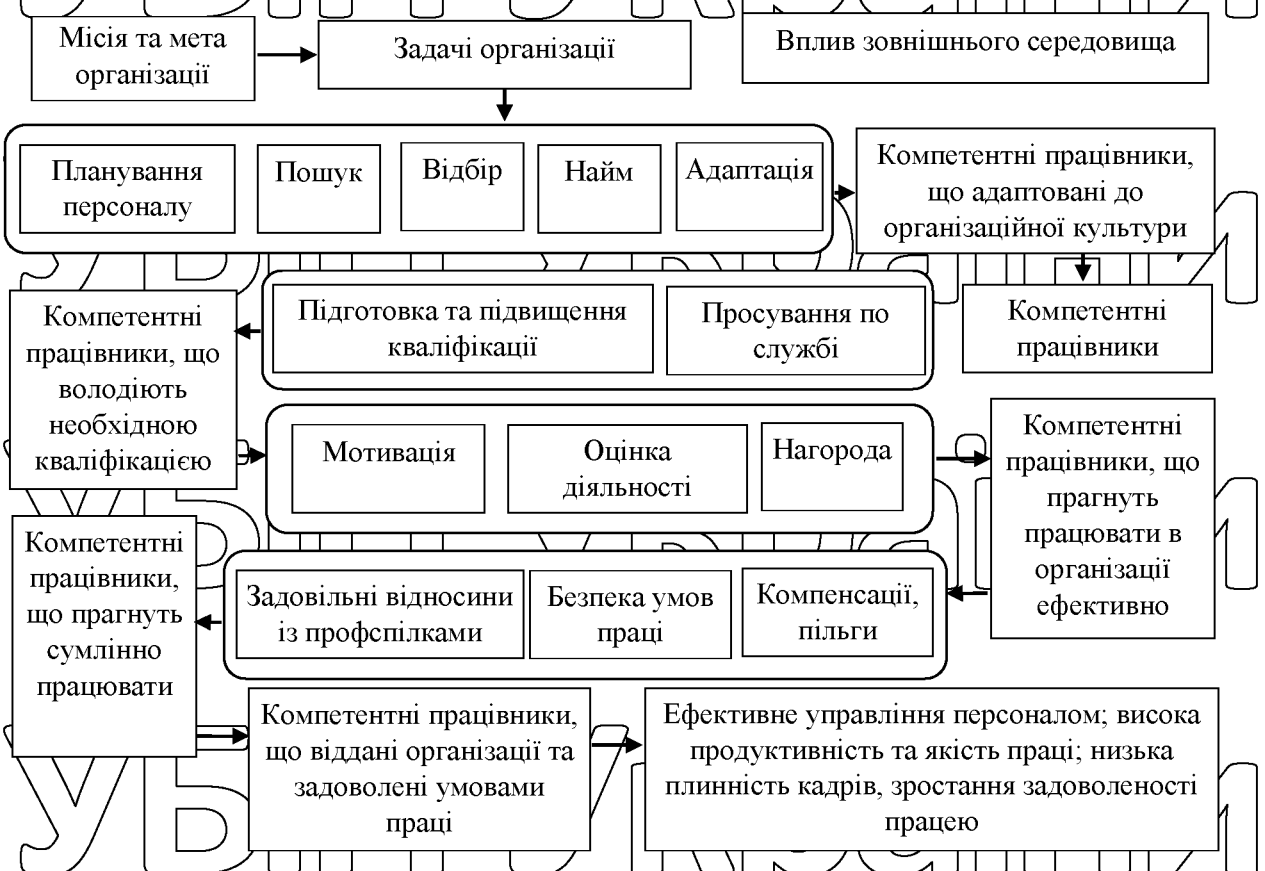 Місія та мета
організації
Задачі організації
Вплив зовнішнього середовища
Планування
персоналу
Пошук
Відбір
Найм
Адаптація
Компетентні працівники,
що адаптовані до
організаційної культури
Компетентні
працівники
Підготовка та підвищення
кваліфікації
Просування по
службі
Компетентні
працівники, що
володіють
необхідною
кваліфікацією
Мотивація
Оцінка
діяльності
Нагорода
Компетентні
працівники, що
прагнуть
працювати в
організації
ефективно
Задовільні відносини
із профспілками
Безпека умов
праці
Компенсації,
пільги
Компетентні
працівники,
що прагнуть
сумлінно
працювати
Компетентні працівники,
що віддані організації та
задоволені умовами
праці
Ефективне управління персоналом; висока
продуктивність та якість праці; низька
плинність кадрів, зростання задоволеності
працею